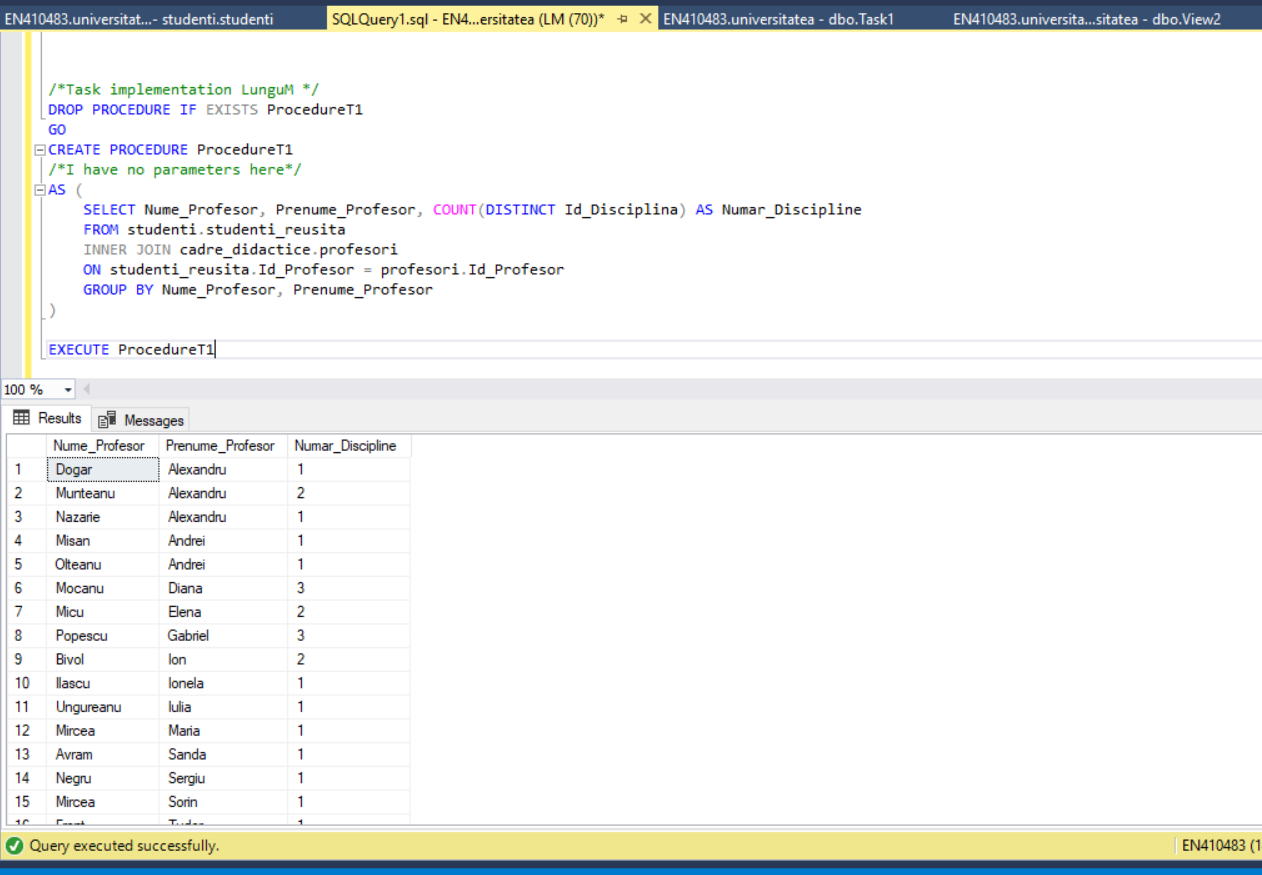 EN410483.universitat...- studenti.studenti
SQLQuery1.sql - EN4...ersitatea (LM (70))*
EN410483.universitatea - dbo.Task1
EN410483.universita...sitatea - dbo.View2
/*Task implementation LunguM */
DROP PROCEDURE IF EXISTS ProcedureT1
GO
CREATE PROCEDURE ProcedureT1
/*I have no parameters here*/
AS (
SELECT Nume_Profesor, Prenume_Profesor, COUNT(DISTINCT Id_Disciplina) AS Numar_Discipline
FROM studenti.studenti_reusita
INNER JOIN cadre_didactice.profesori
ON studenti_reusita.Id_Profesor = profesori.Id_Profesor
GROUP BY Nume_Profesor, Prenume_Profesor
)
EXECUTE ProcedureT1
100 %
Results Messages
Nume_Profesor Prenume_Profesor Numar_Discipline
1 Dogar Alexandru 1
2 Munteanu Alexandru 2
3 Nazarie Alexandru 1
4 Misan Andrei 1
5 Olteanu Andrei 1
6 Mocanu Diana 3
7 Micu Elena 2
8 Popescu Gabriel 3
9 Bivol Ion 2
10 Ilascu Ionela 1
11 Ungureanu Iulia 1
12 Mircea Maria 1
13 Avram Sanda 1
14 Negru Sergiu 1
15 Mircea Sorin 1
16 Tudor 1
Query executed successfully.
EN410483 (1